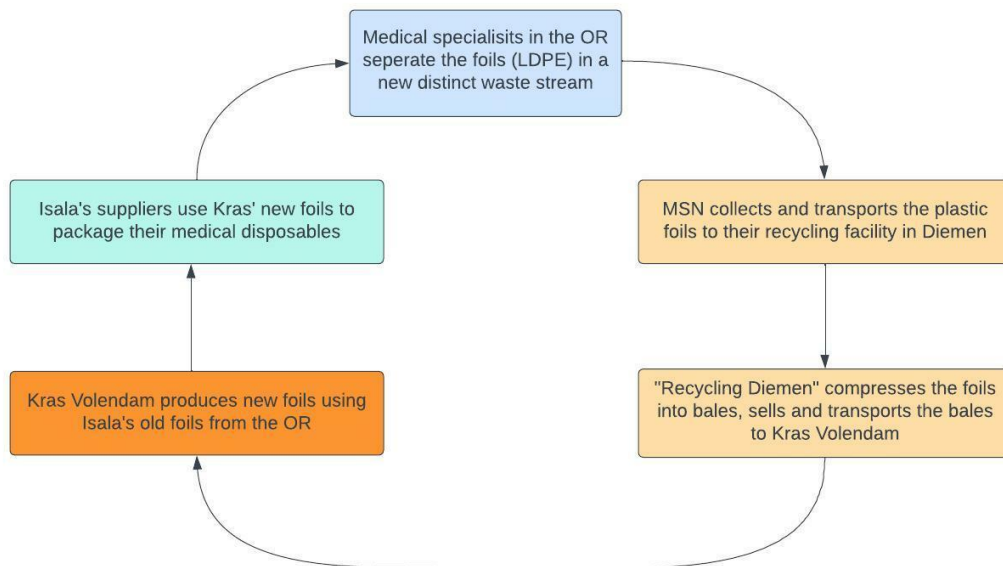 Medical specialisits in the OR
seperate the foils (LDPE) in a
new distinct waste stream
Isala's suppliers use Kras' new foils to
package their medical disposables
MSN collects and transports the plastic
foils to their recycling facility in Diemen
Kras Volendam produces new foils using
Isala's old foils from the OR
"Recycling Diemen" compresses the foils
into bales, sells and transports the bales
to Kras Volendam